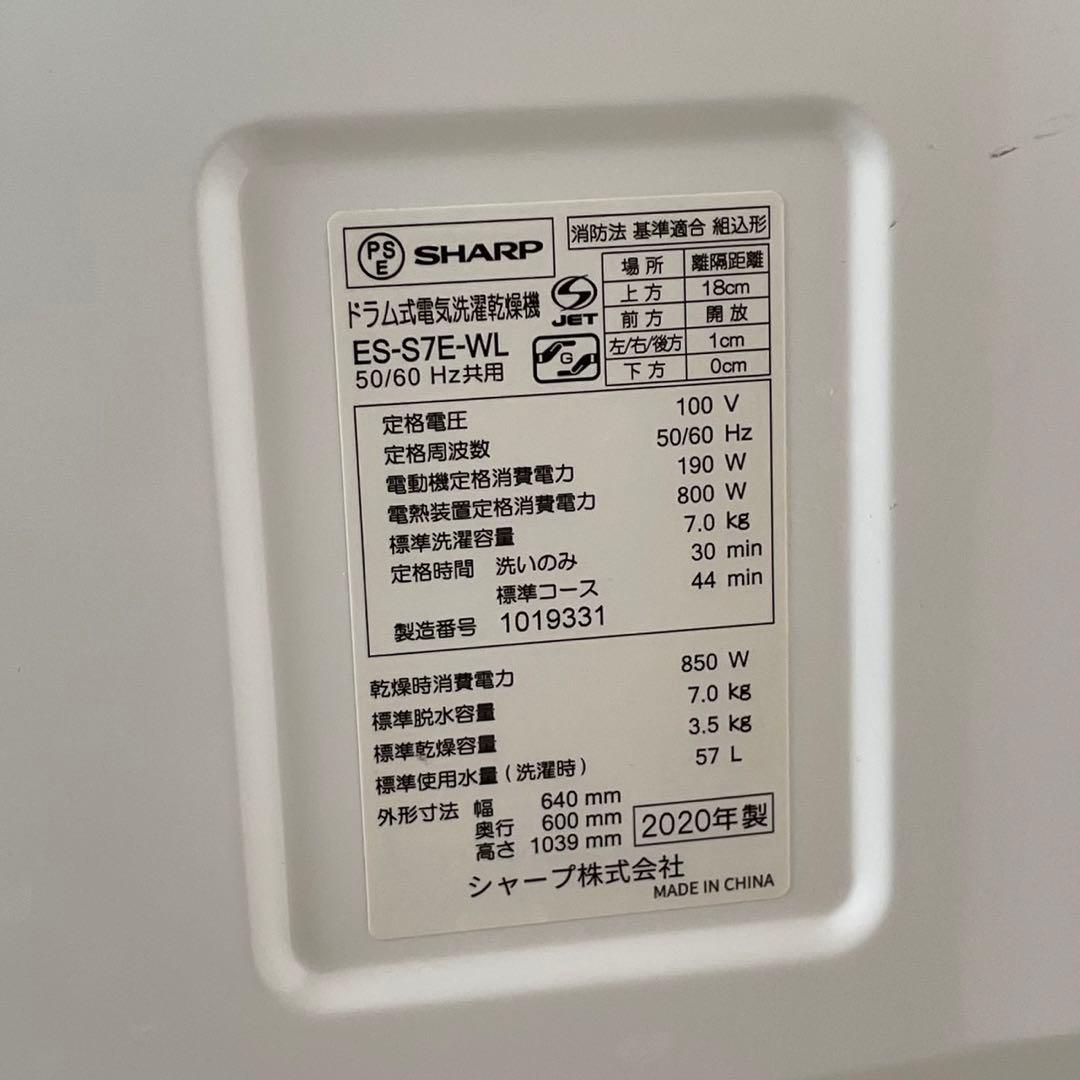 PSE SHARP
消防法 基準適合 組込形
場所 離隔距離
上方 18cm
前方 開放
左/右/後方 1cm
下方 0cm
ドラム式電気洗濯乾燥機
JET
ES-S7E-WL
G
50/60 Hz共用
定格電圧 100 V
定格周波数 50/60 Hz
電動機定格消費電力 190 W
電熱装置定格消費電力 800 W
標準洗濯容量 7.0 kg
定格時間 洗いのみ 30 min
標準コース 44 min
製造番号 1019331
乾燥時消費電力 850 W
標準脱水容量 7.0 kg
標準乾燥容量 3.5 kg
標準使用水量(洗濯時) 57 L
外形寸法 幅 640 mm
奥行 600 mm
高さ 1039 mm
2020年製
シャープ株式会社
MADE IN CHINA